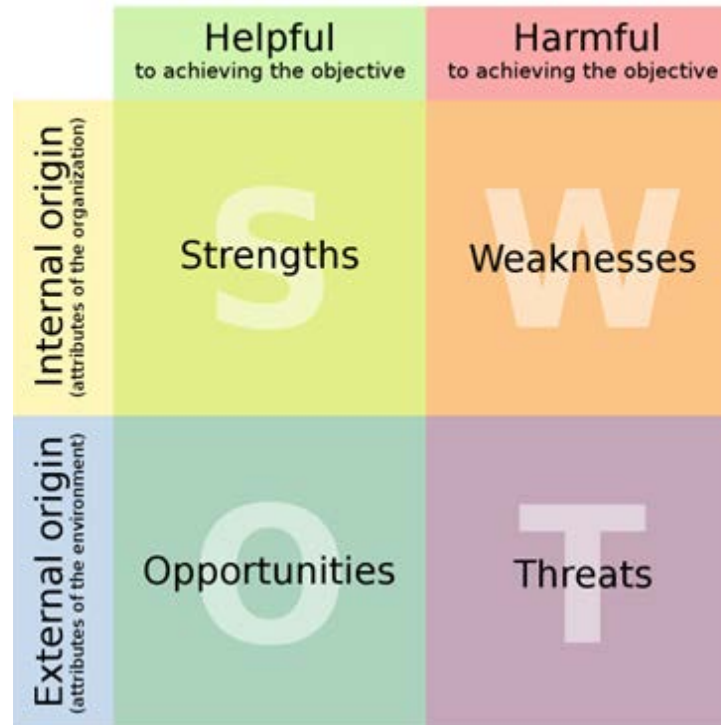 Helpful
to achieving the objective
Harmful
to achieving the objective
Internal origin
(attributes of the organization)
S
Strengths
W
Weaknesses
External origin
(attributes of the environment)
O
Opportunities
T
Threats